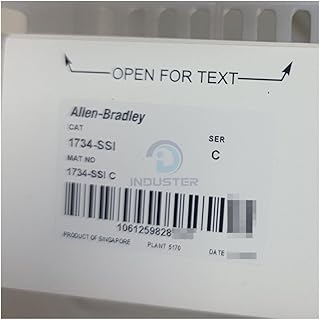 OPEN FOR TEXT
Allen-Bradley
CAT
SER
1734-SSI
C
MAT NO
1734-SSI C
INDUSTER
1061259828
PRODUCT OF SINGAPORE PLANT 5170 DATE